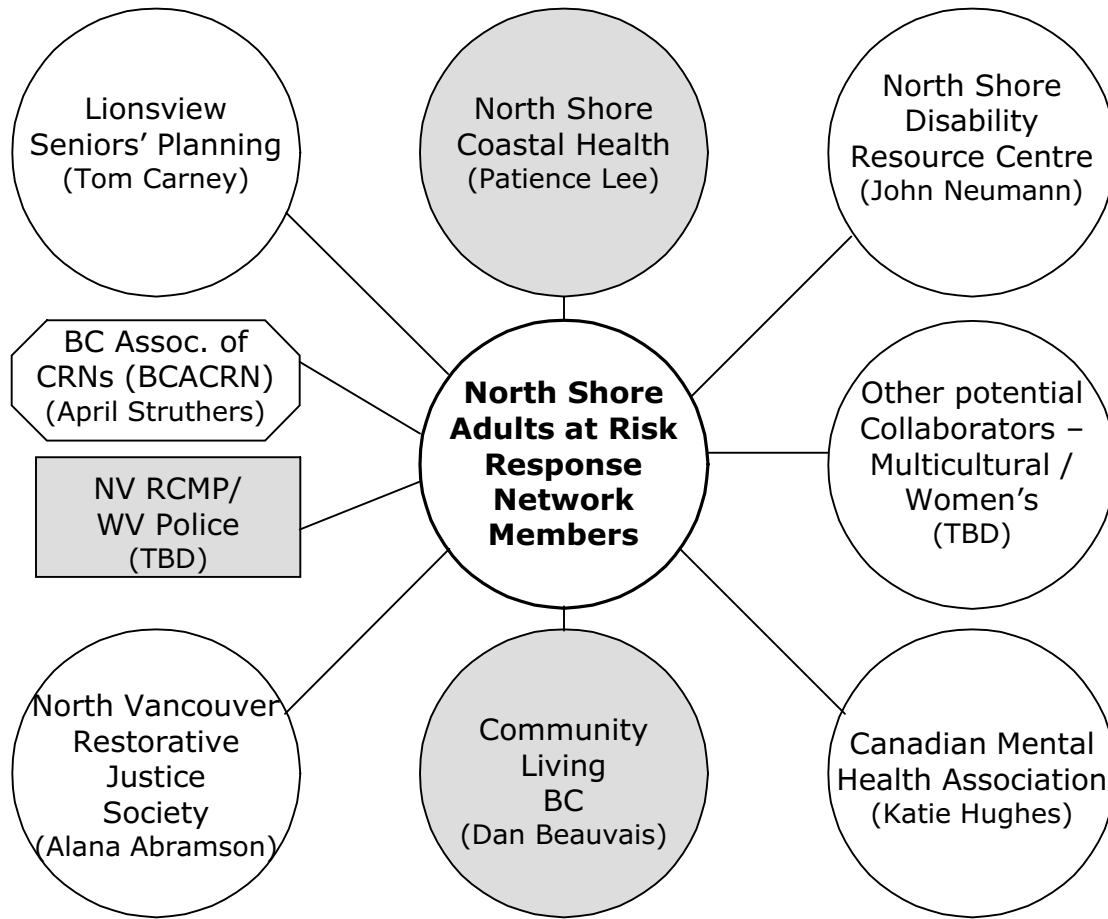 Lionsview
Seniors’ Planning
(Tom Carney)
North Shore
Coastal Health
(Patience Lee)
North Shore
Disability
Resource Centre
(John Neumann)
BC Assoc. of
CRNs (BCACRN)
(April Struthers)
NV RCMP/
WV Police
(TBD)
North Shore
Adults at Risk
Response
Network
Members
Other potential
Collaborators –
Multicultural /
Women’s
(TBD)
North Vancouver
Restorative
Justice
Society
(Alana Abramson)
Community
Living
BC
(Dan Beauvais)
Canadian Mental
Health Association
(Katie Hughes)